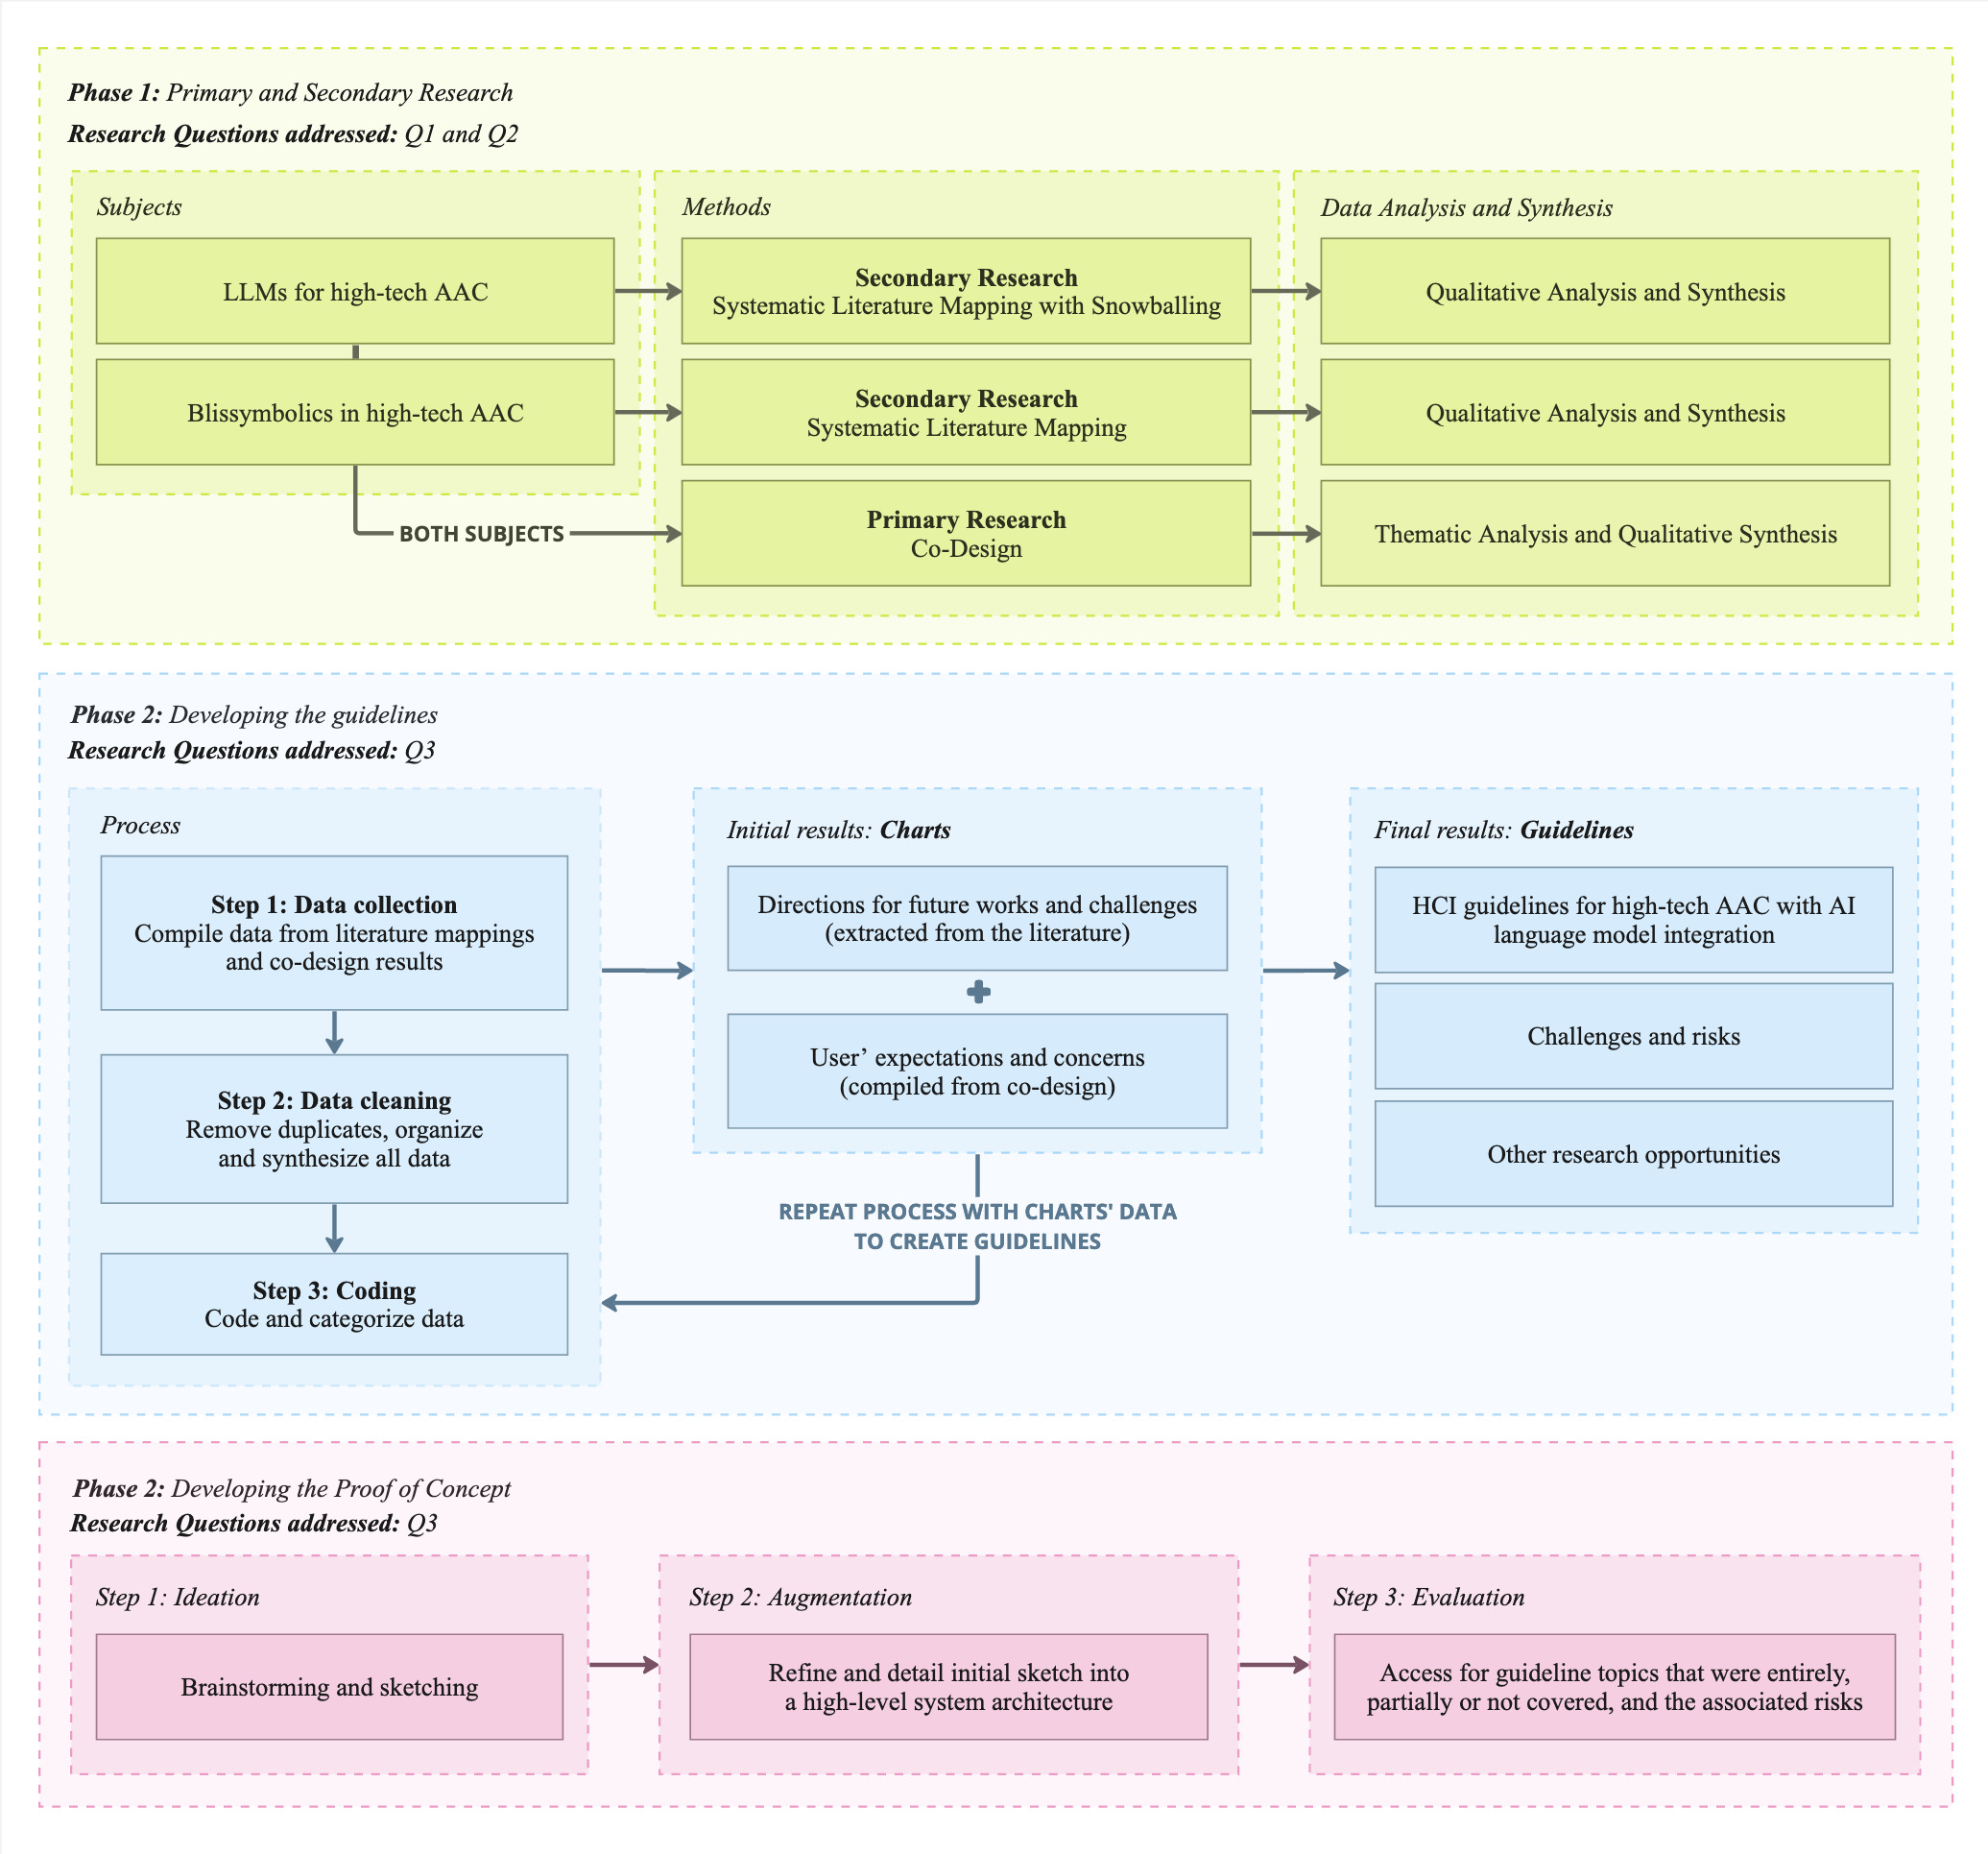 Phase 1: Primary and Secondary Research
Research Questions addressed: Q1 and Q2
Subjects
LLMs for high-tech AAC
Blissymbolics in high-tech AAC
BOTH SUBJECTS
Methods
Secondary Research
Systematic Literature Mapping with Snowballing
Secondary Research
Systematic Literature Mapping
Primary Research
Co-Design
Data Analysis and Synthesis
Qualitative Analysis and Synthesis
Qualitative Analysis and Synthesis
Thematic Analysis and Qualitative Synthesis
Phase 2: Developing the guidelines
Research Questions addressed: Q3
Process
Step 1: Data collection
Compile data from literature mappings
and co-design results
Step 2: Data cleaning
Remove duplicates, organize
and synthesize all data
Step 3: Coding
Code and categorize data
Initial results: Charts
Directions for future works and challenges
(extracted from the literature)
User’ expectations and concerns
(compiled from co-design)
REPEAT PROCESS WITH CHARTS' DATA
TO CREATE GUIDELINES
Final results: Guidelines
HCI guidelines for high-tech AAC with AI
language model integration
Challenges and risks
Other research opportunities
Phase 2: Developing the Proof of Concept
Research Questions addressed: Q3
Step 1: Ideation
Brainstorming and sketching
Step 2: Augmentation
Refine and detail initial sketch into
a high-level system architecture
Step 3: Evaluation
Access for guideline topics that were entirely,
partially or not covered, and the associated risks